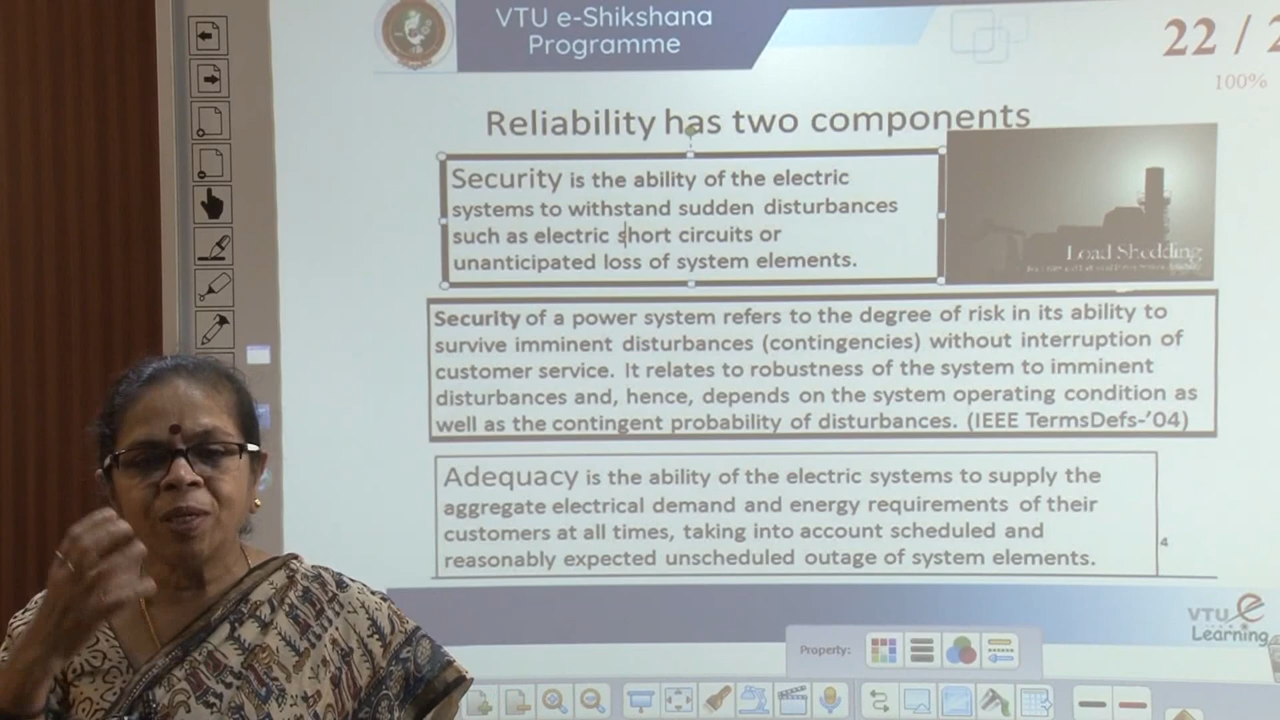 VTU e-Shikshana
Programme
22 /
100%
Reliability has two components
Security is the ability of the electric
systems to withstand sudden disturbances
such as electric short circuits or
unanticipated loss of system elements.
Load Shedding
Security of a power system refers to the degree of risk in its ability to
survive imminent disturbances (contingencies) without interruption of
customer service. It relates to robustness of the system to imminent
disturbances and, hence, depends on the system operating condition as
well as the contingent probability of disturbances. (IEEE TermsDefs-’04)
Adequacy is the ability of the electric systems to supply the
aggregate electrical demand and energy requirements of their
customers at all times, taking into account scheduled and
reasonably expected unscheduled outage of system elements.
4
VTU e
Learning
Property: